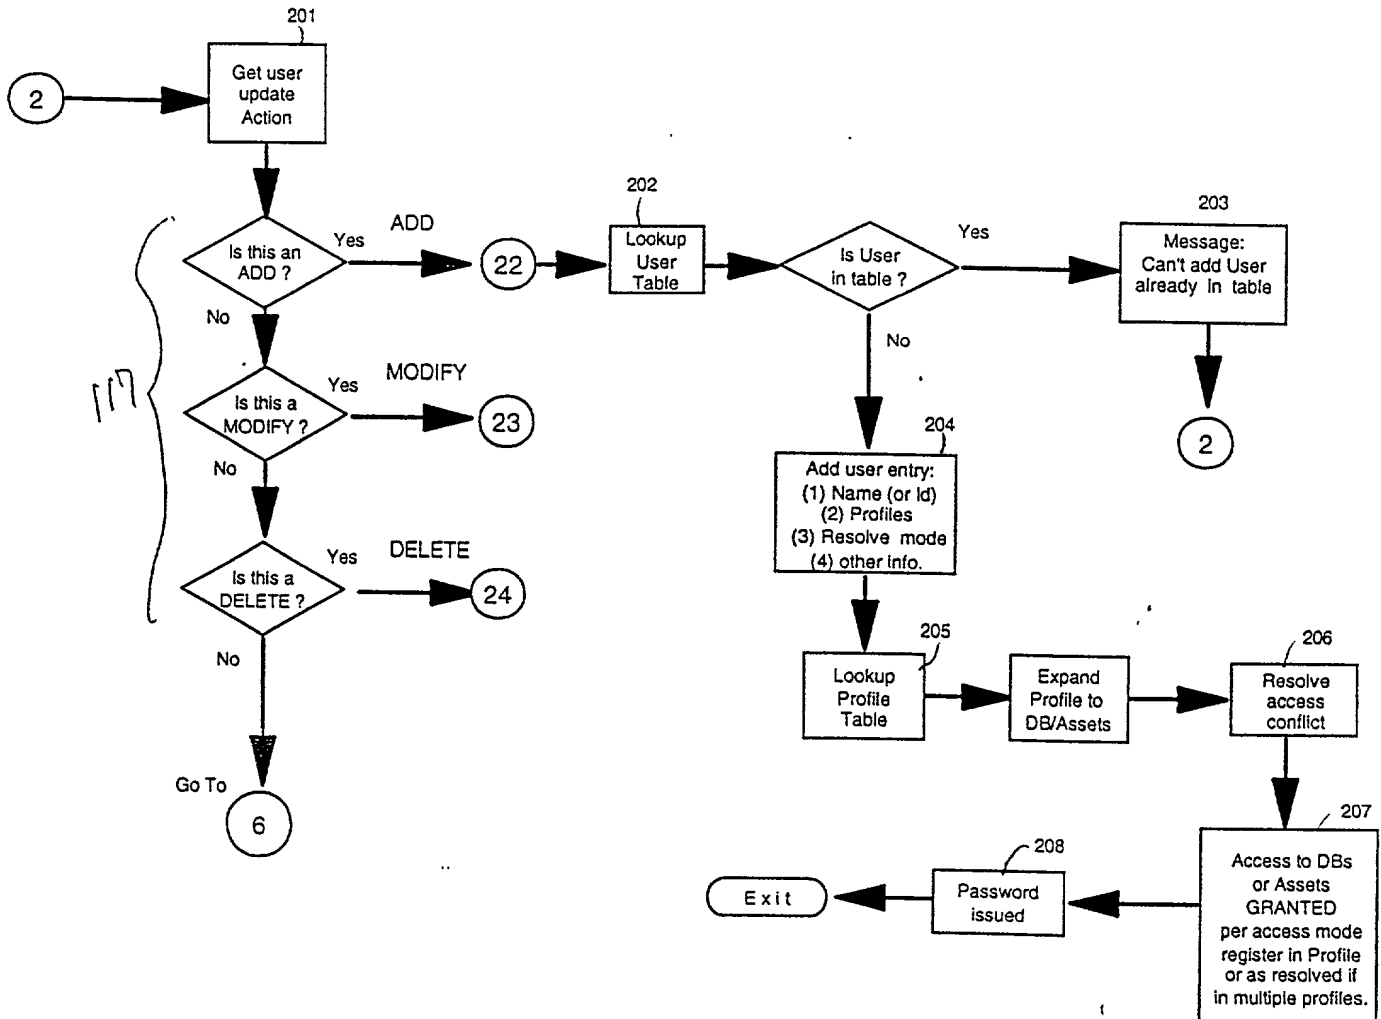 201
Get user
update
Action
2
Is this an
ADD ?
Yes
ADD
22
202
Lookup
User
Table
Is User
in table ?
Yes
203
Message:
Can't add User
already in table
2
No
No
117
Is this a
MODIFY ?
Yes
MODIFY
23
No
204
Add user entry:
(1) Name (or Id)
(2) Profiles
(3) Resolve mode
(4) other info.
Is this a
DELETE ?
Yes
DELETE
24
No
Go To
6
205
Lookup
Profile
Table
Expand
Profile to
DB/Assets
206
Resolve
access
conflict
207
Access to DBs
or Assets
GRANTED
per access mode
register in Profile
or as resolved if
in multiple profiles.
208
Password
issued
Exit